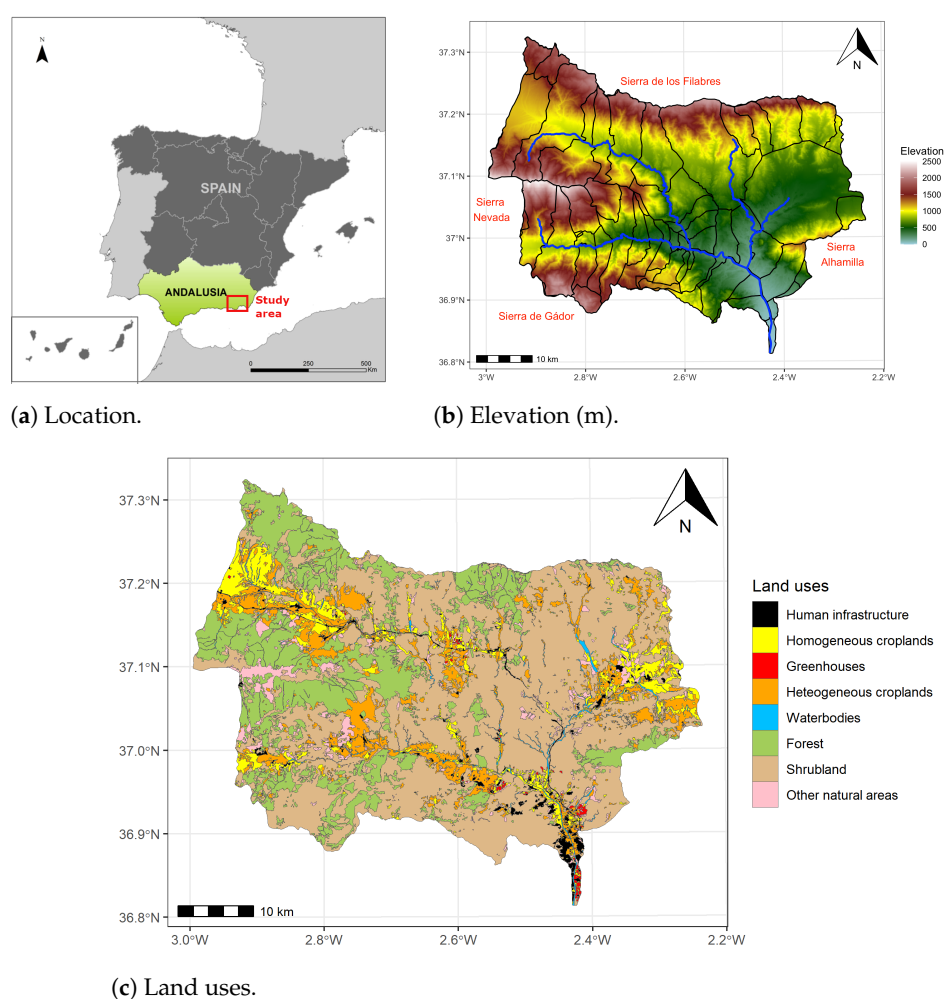 N
SPAIN
ANDALUSIA
Study
area
0 250 500
Km
(a) Location.
37.3°N
37.2°N
37.1°N
37°N
36.9°N
36.8°N
Sierra de los Filabres
N
Sierra
Nevada
Sierra
Alhamilla
Sierra de Gádor
10 km
3°W 2.8°W 2.6°W 2.4°W 2.2°W
Elevation
2500
2000
1500
1000
500
0
(b) Elevation (m).
37.3°N
37.2°N
37.1°N
37.0°N
36.9°N
36.8°N
N
10 km
3.0°W 2.8°W 2.6°W 2.4°W 2.2°W
Land uses
Human infrastructure
Homogeneous croplands
Greenhouses
Heteogeneous croplands
Waterbodies
Forest
Shrubland
Other natural areas
(c) Land uses.